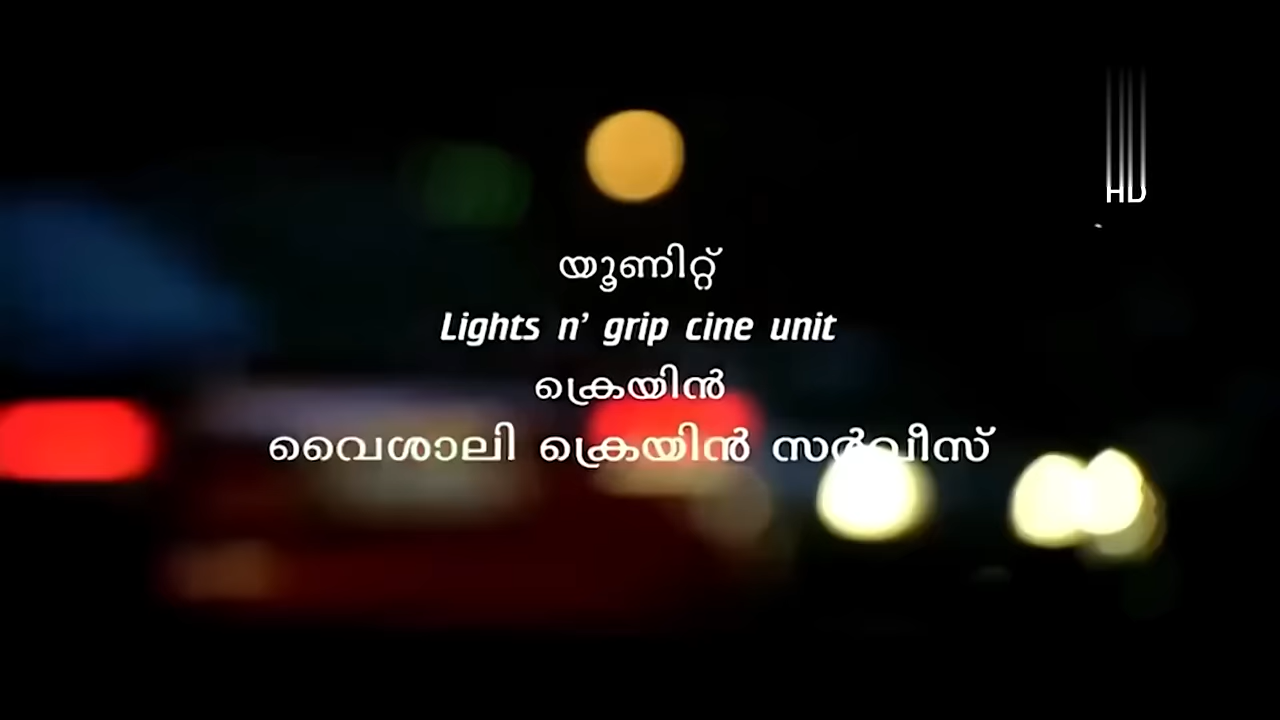 HD
യൂണിറ്റ്
Lights n’ grip cine unit
ക്രെയിൻ
വൈശാലി ക്രെയിൻ സർവീസ്